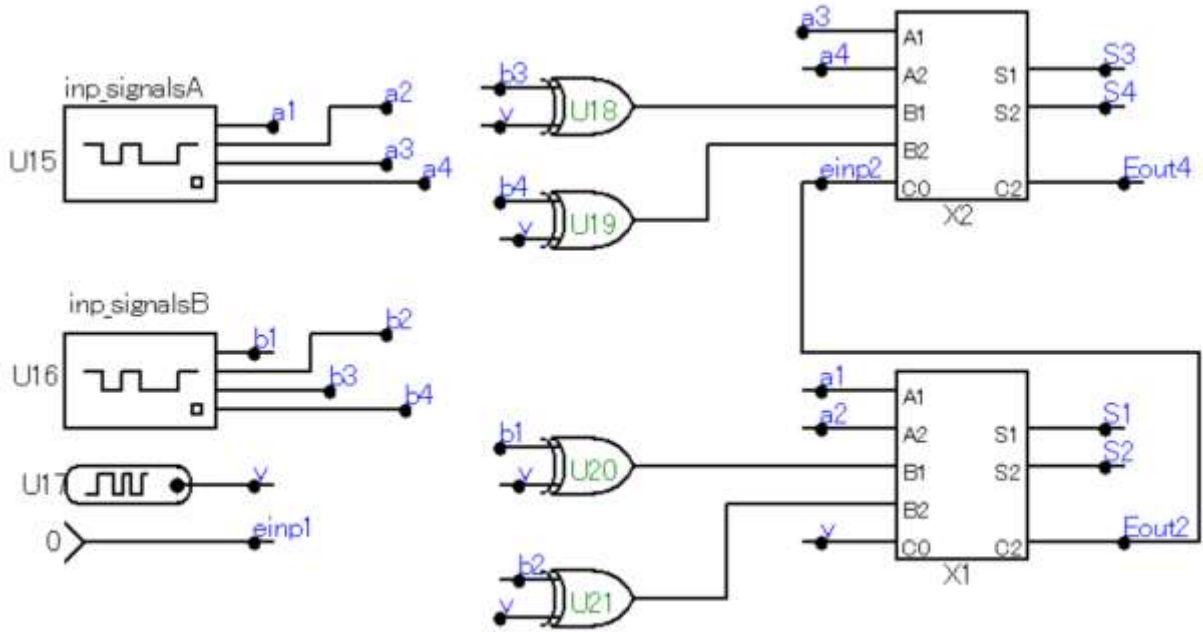 inp_signalsA
U15
a1
a2
a3
a4
inp_signalsB
U16
b1
b2
b3
b4
U17
v
0
einp1
b3
v
U18
b4
v
U19
b1
v
U20
b2
v
U21
a3
a4
einp2
A1
A2
B1
B2
C0
S1
S2
C2
X2
S3
S4
Eout4
a1
a2
v
A1
A2
B1
B2
C0
S1
S2
C2
X1
S1
S2
Eout2